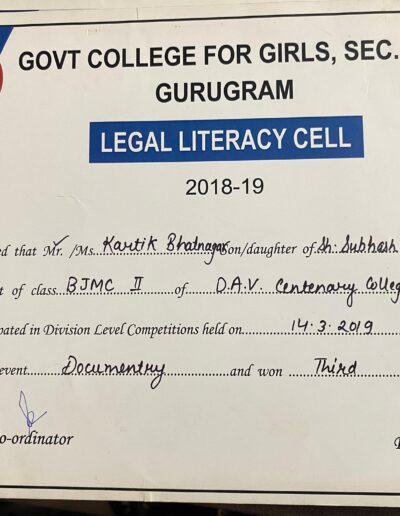 GOVT COLLEGE FOR GIRLS, SEC.
GURUGRAM
LEGAL LITERACY CELL
2018-19
ed that Mr. /Ms. Kartik Bhatnagar son/daughter of Sh. Subhash
t of class BJMC II of D.A.V. Centenary College
pated in Division Level Competitions held on 14.3.2019
event Documentry and won Third
o-ordinator